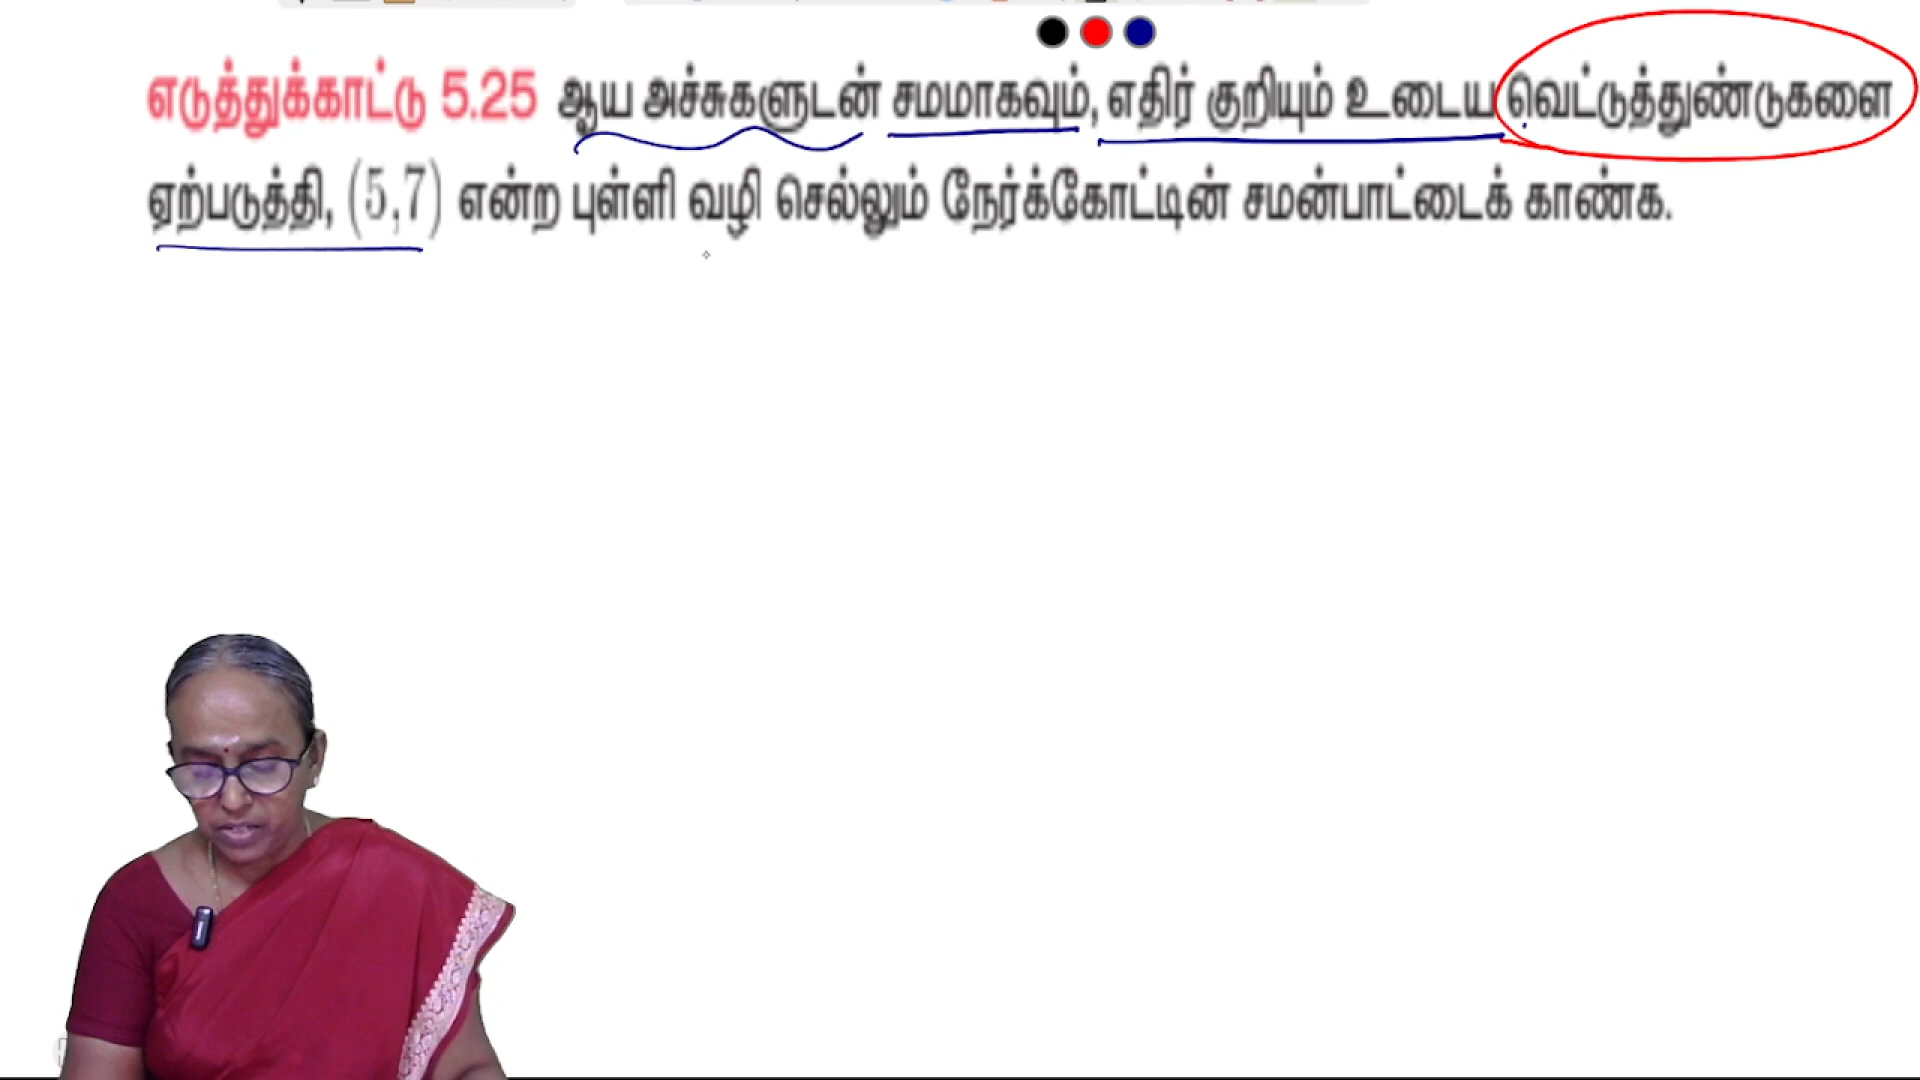 எடுத்துக்காட்டு 5.25 ஆய அச்சுகளுடன் சமமாகவும், எதிர் குறியும் உடைய வெட்டுத்துண்டுகளை
ஏற்படுத்தி, (5,7) என்ற புள்ளி வழி செல்லும் நேர்க்கோட்டின் சமன்பாட்டைக் காண்க.